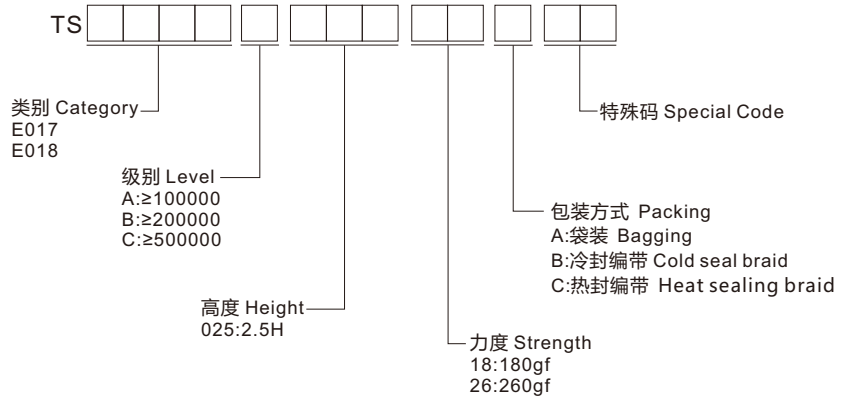 TS
类别 Category
E017
E018
级别 Level
A:≥100000
B:≥200000
C:≥500000
高度 Height
025:2.5H
力度 Strength
18:180gf
26:260gf
包装方式 Packing
A:袋装 Bagging
B:冷封编带 Cold seal braid
C:热封编带 Heat sealing braid
特殊码 Special Code